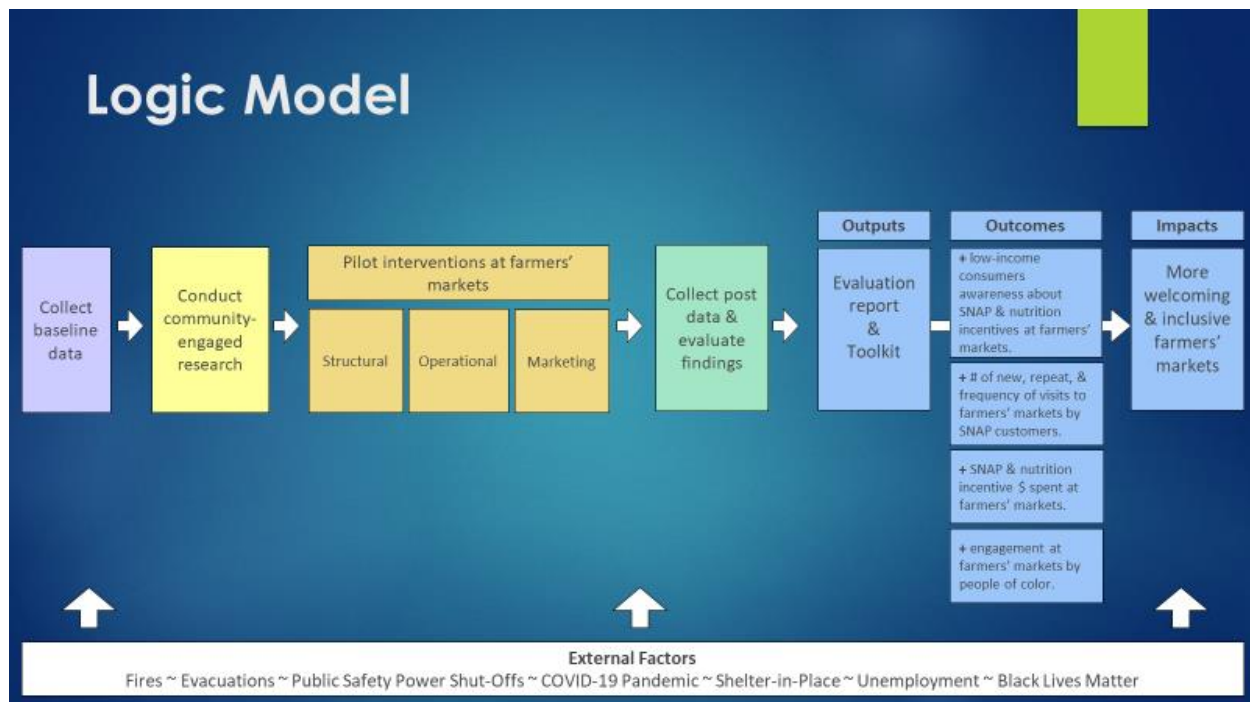 Logic Model
Collect
baseline
data
Conduct
community-
engaged
research
Pilot interventions at farmers’
markets
Structural
Operational
Marketing
Collect post
data &
evaluate
findings
Outputs
Evaluation
report
&
Toolkit
Outcomes
+ low-income
consumers
awareness about
SNAP & nutrition
incentives at farmers’
markets.
+ # of new, repeat, &
frequency of visits to
farmers’ markets by
SNAP customers.
+ SNAP & nutrition
incentive $ spent at
farmers’ markets.
+ engagement at
farmers’ markets by
people of color.
Impacts
More
welcoming
& inclusive
farmers’
markets
External Factors
Fires ~ Evacuations ~ Public Safety Power Shut-Offs ~ COVID-19 Pandemic ~ Shelter-in-Place ~ Unemployment ~ Black Lives Matter